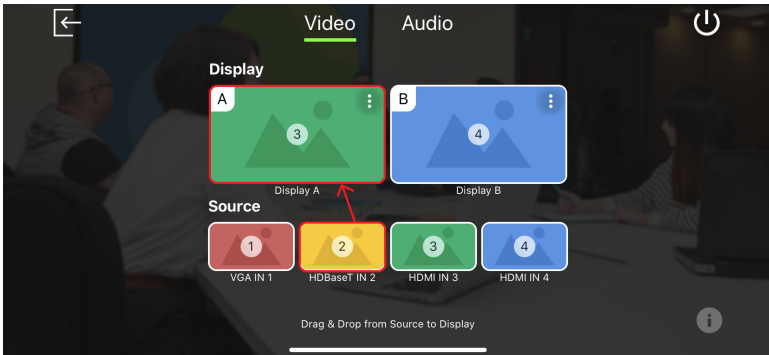 Video Audio
Display
A
3
B
4
Display A
Display B
Source
1
2
3
4
VGA IN 1
HDBaseT IN 2
HDMI IN 3
HDMI IN 4
Drag & Drop from Source to Display
i